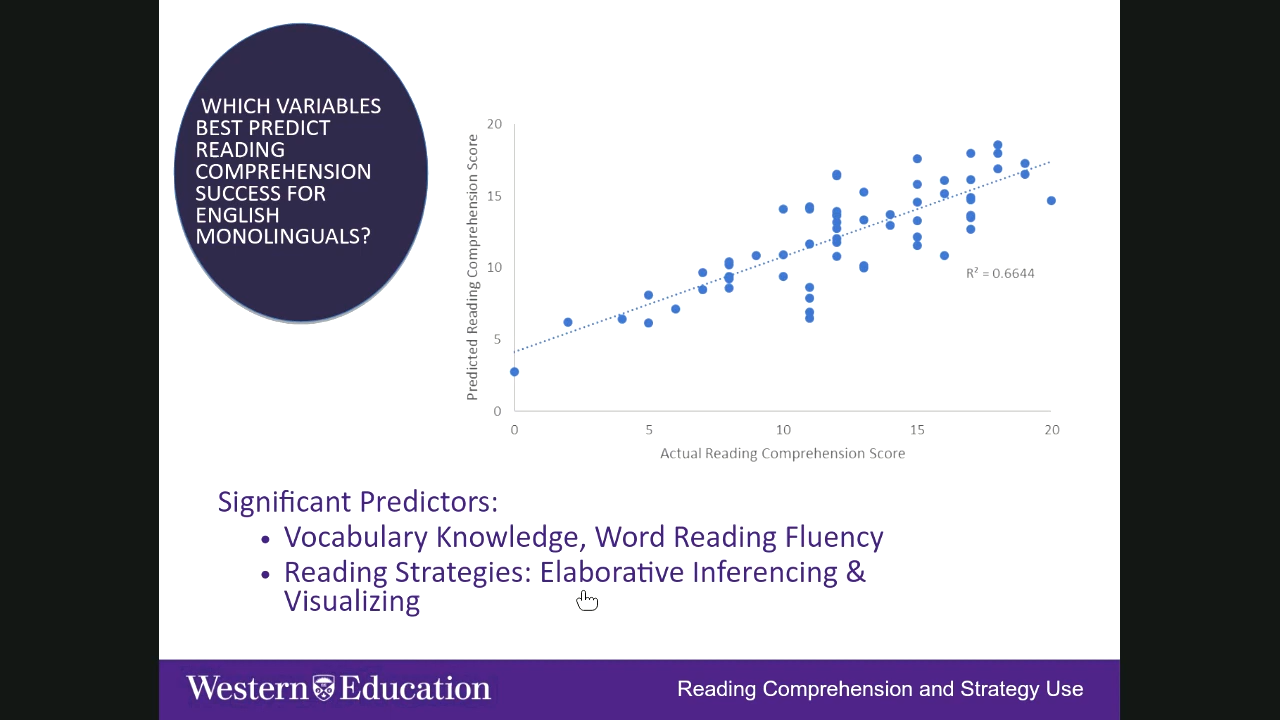 WHICH VARIABLES
BEST PREDICT
READING
COMPREHENSION
SUCCESS FOR
ENGLISH
MONOLINGUALS?
Predicted Reading Comprehension Score
20
15
10
5
0
R² = 0.6644
0 5 10 15 20
Actual Reading Comprehension Score
Significant Predictors:
• Vocabulary Knowledge, Word Reading Fluency
• Reading Strategies: Elaborative Inferencing &
Visualizing
Western Education
Reading Comprehension and Strategy Use